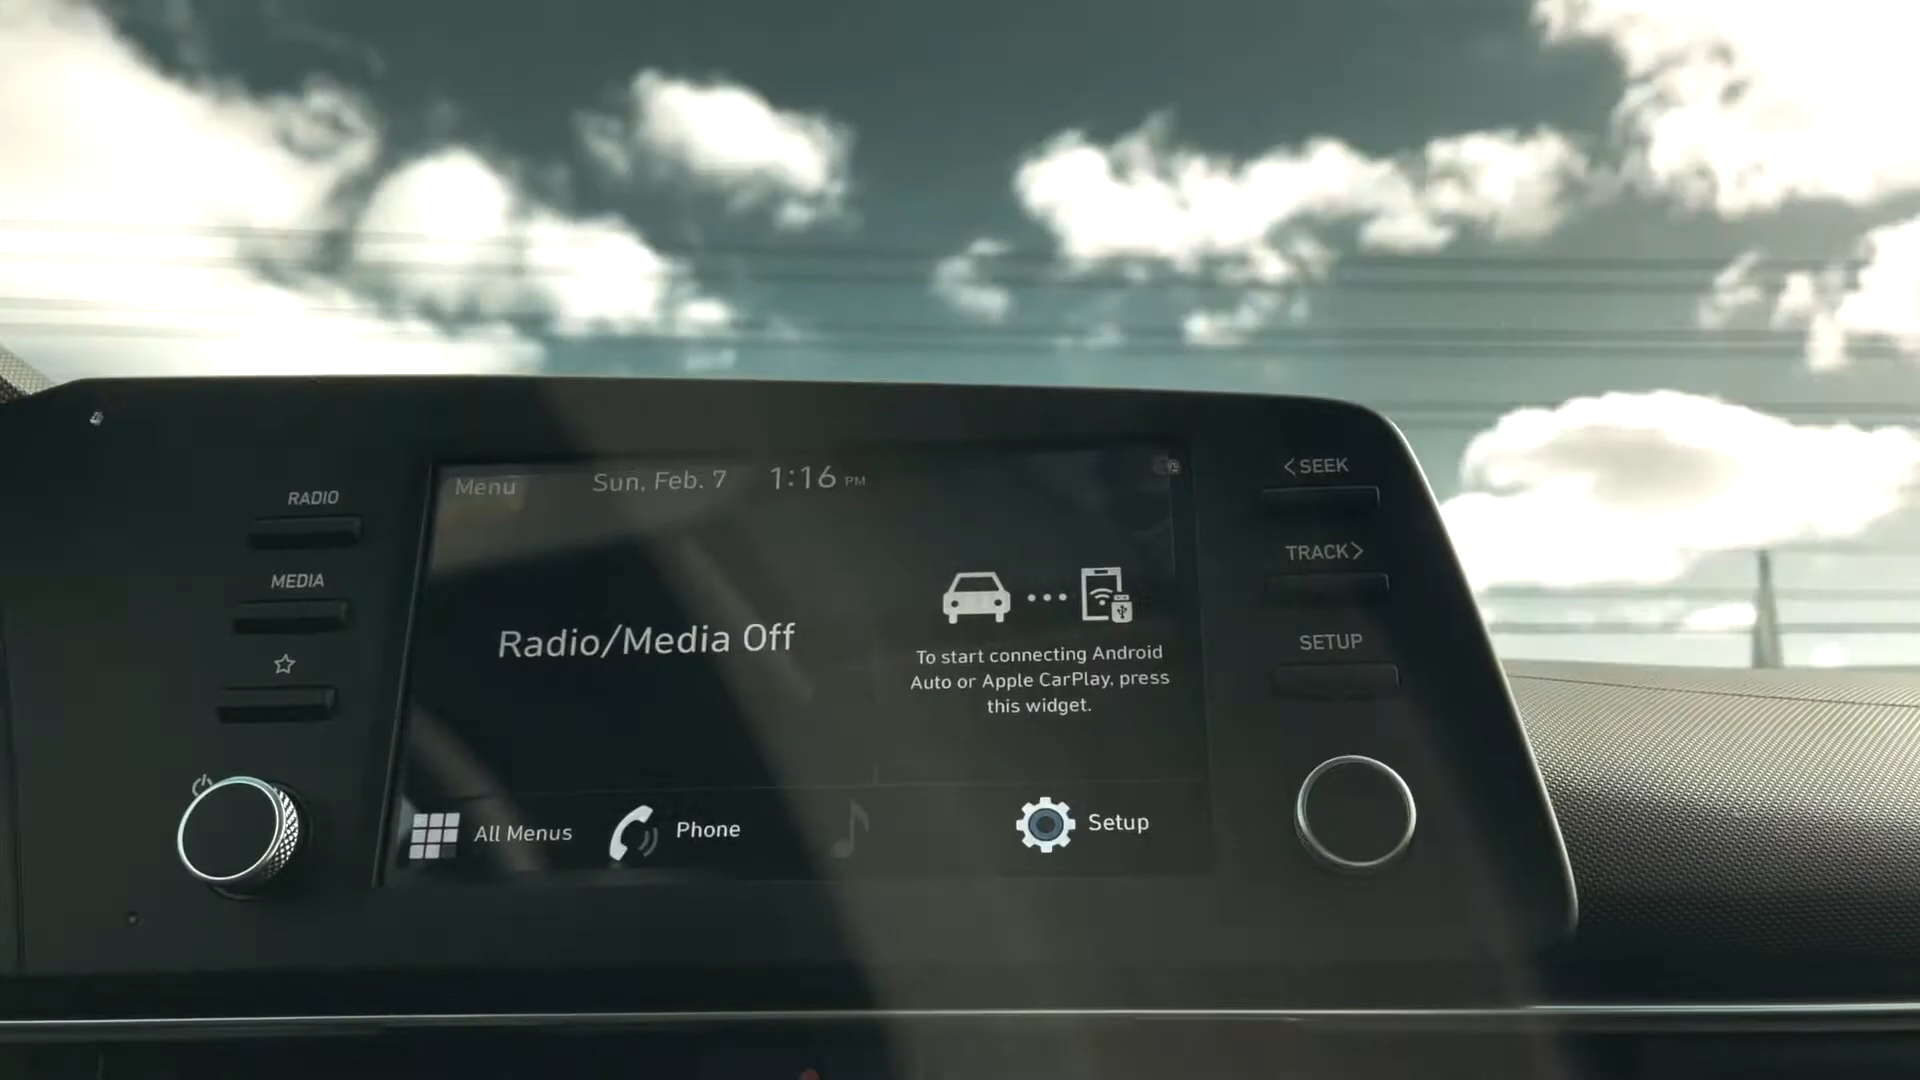 Menu
Sun, Feb. 7
1:16 PM
RADIO
MEDIA
Radio/Media Off
To start connecting Android
Auto or Apple CarPlay, press
this widget.
All Menus
Phone
Setup
<SEEK
TRACK>
SETUP